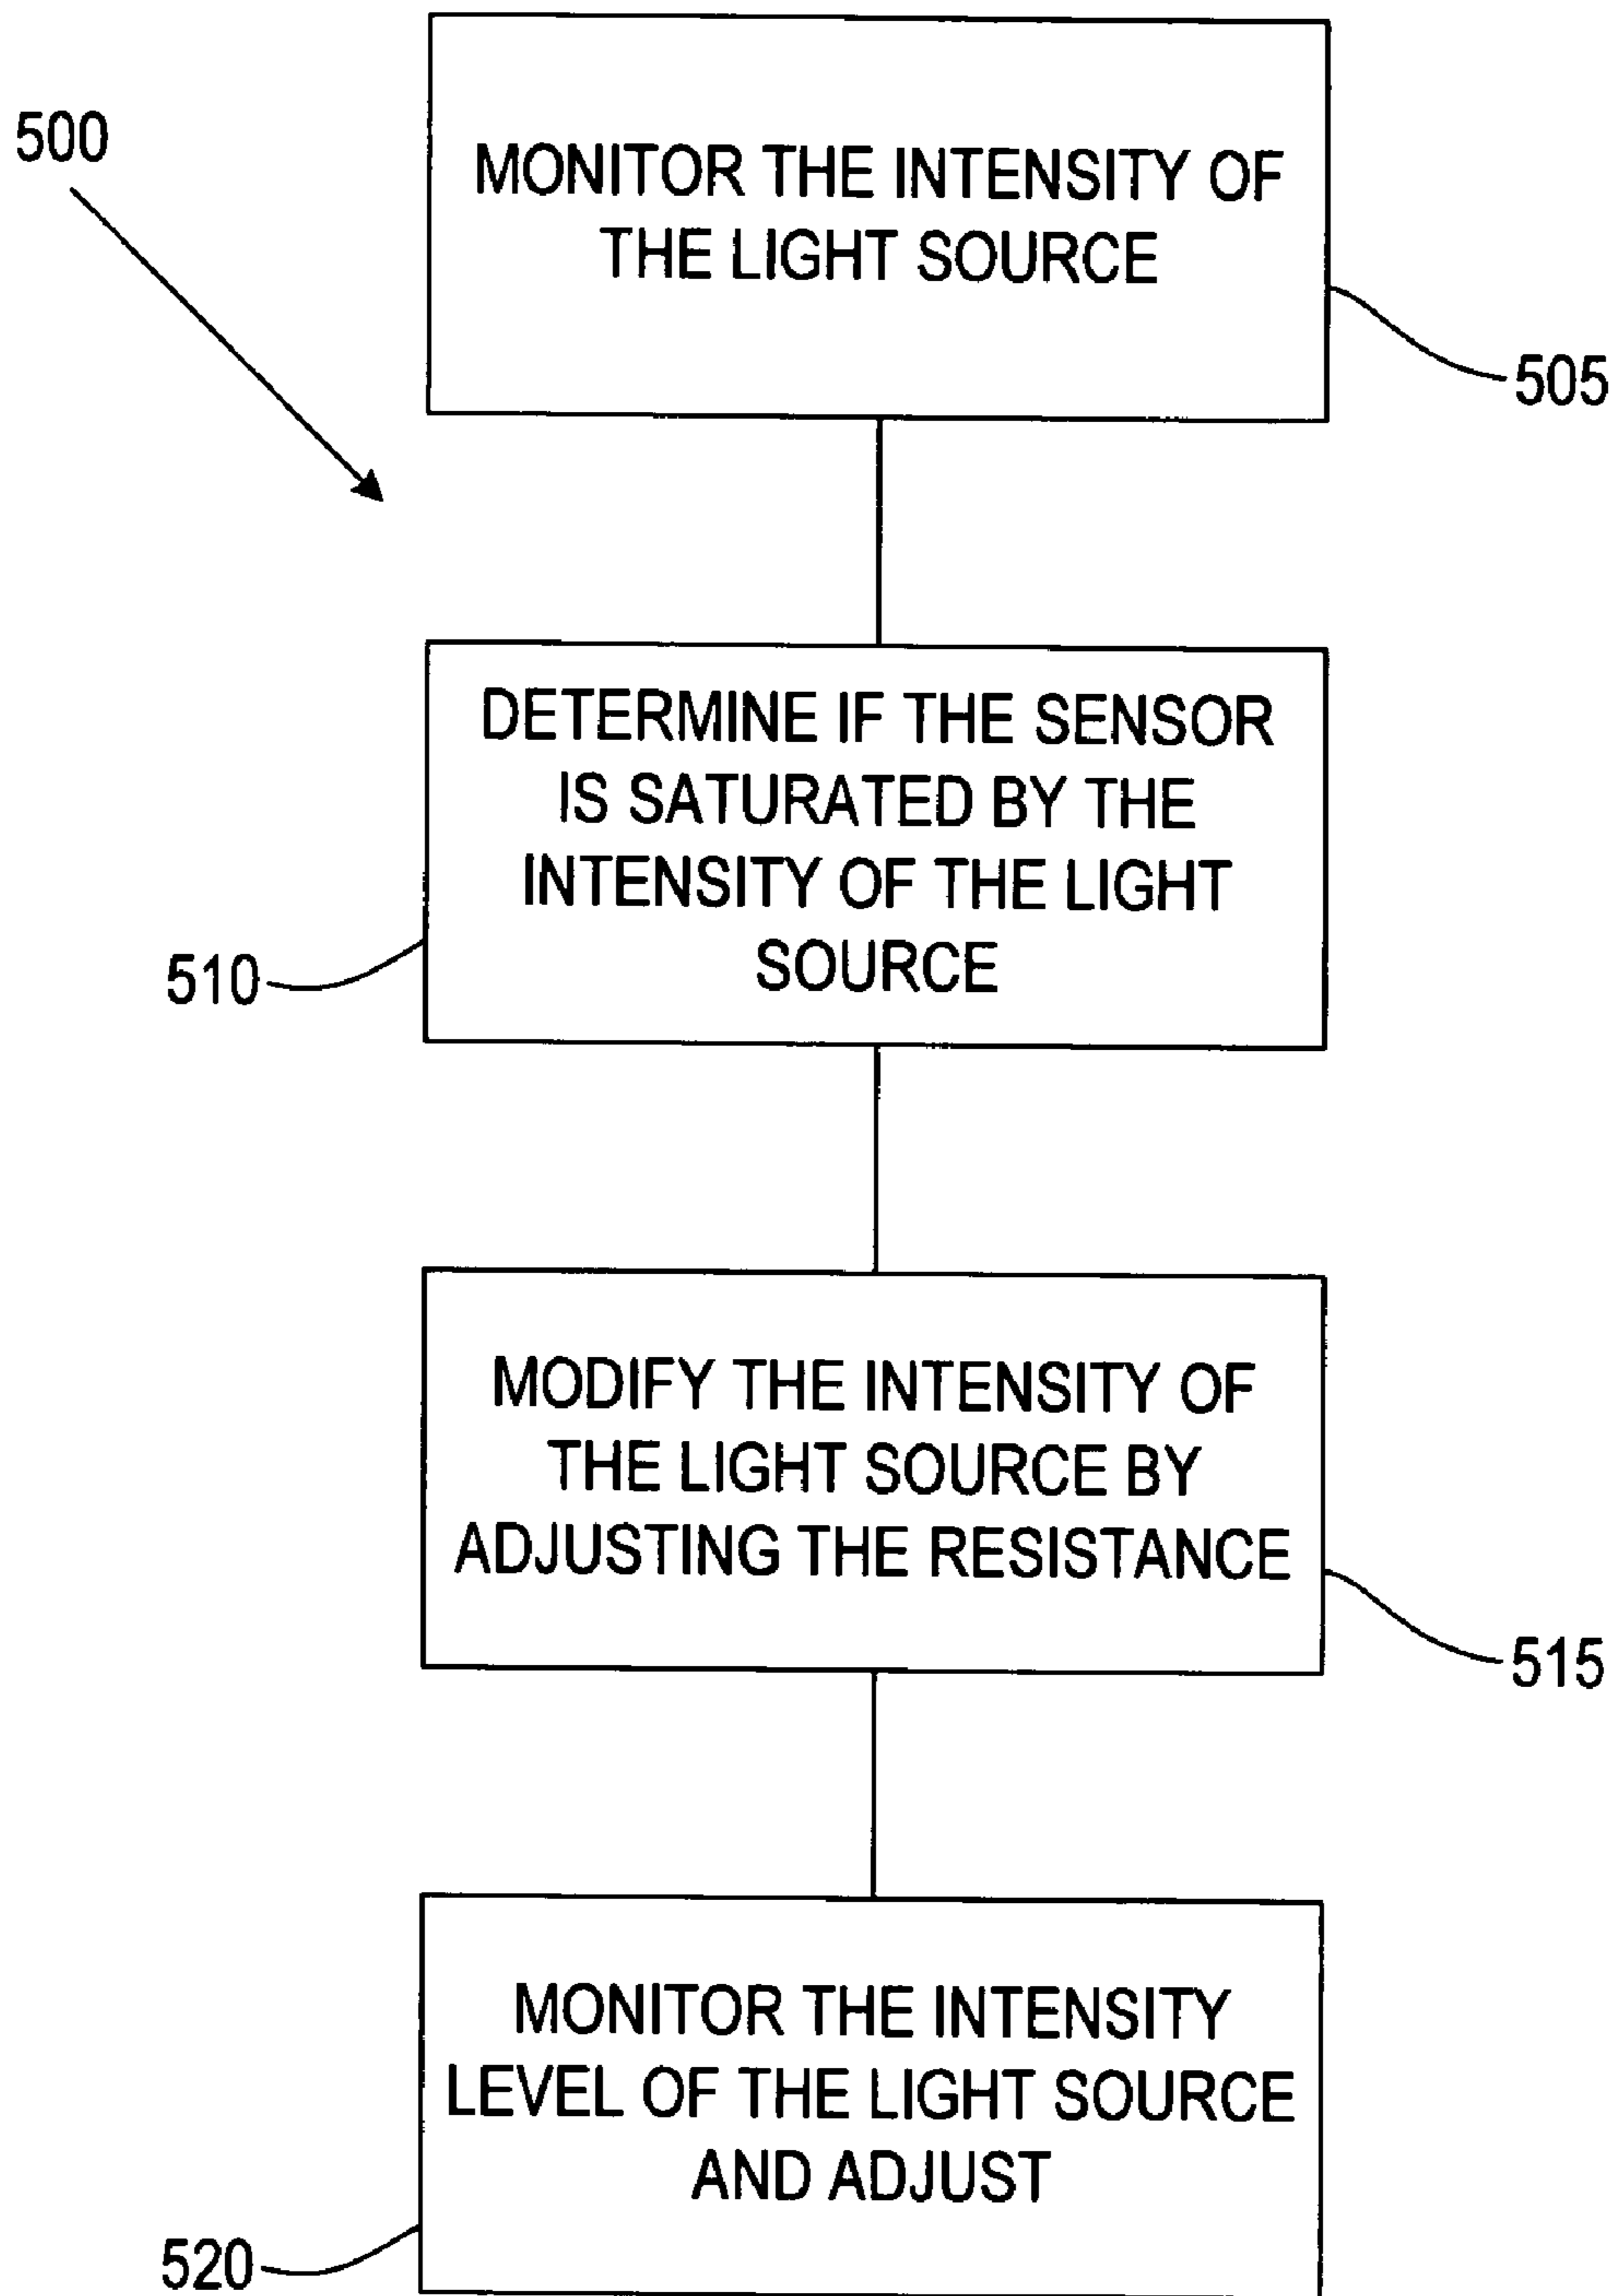 500
MONITOR THE INTENSITY OF
THE LIGHT SOURCE
505
DETERMINE IF THE SENSOR
IS SATURATED BY THE
INTENSITY OF THE LIGHT
SOURCE
510
MODIFY THE INTENSITY OF
THE LIGHT SOURCE BY
ADJUSTING THE RESISTANCE
515
MONITOR THE INTENSITY
LEVEL OF THE LIGHT SOURCE
AND ADJUST
520